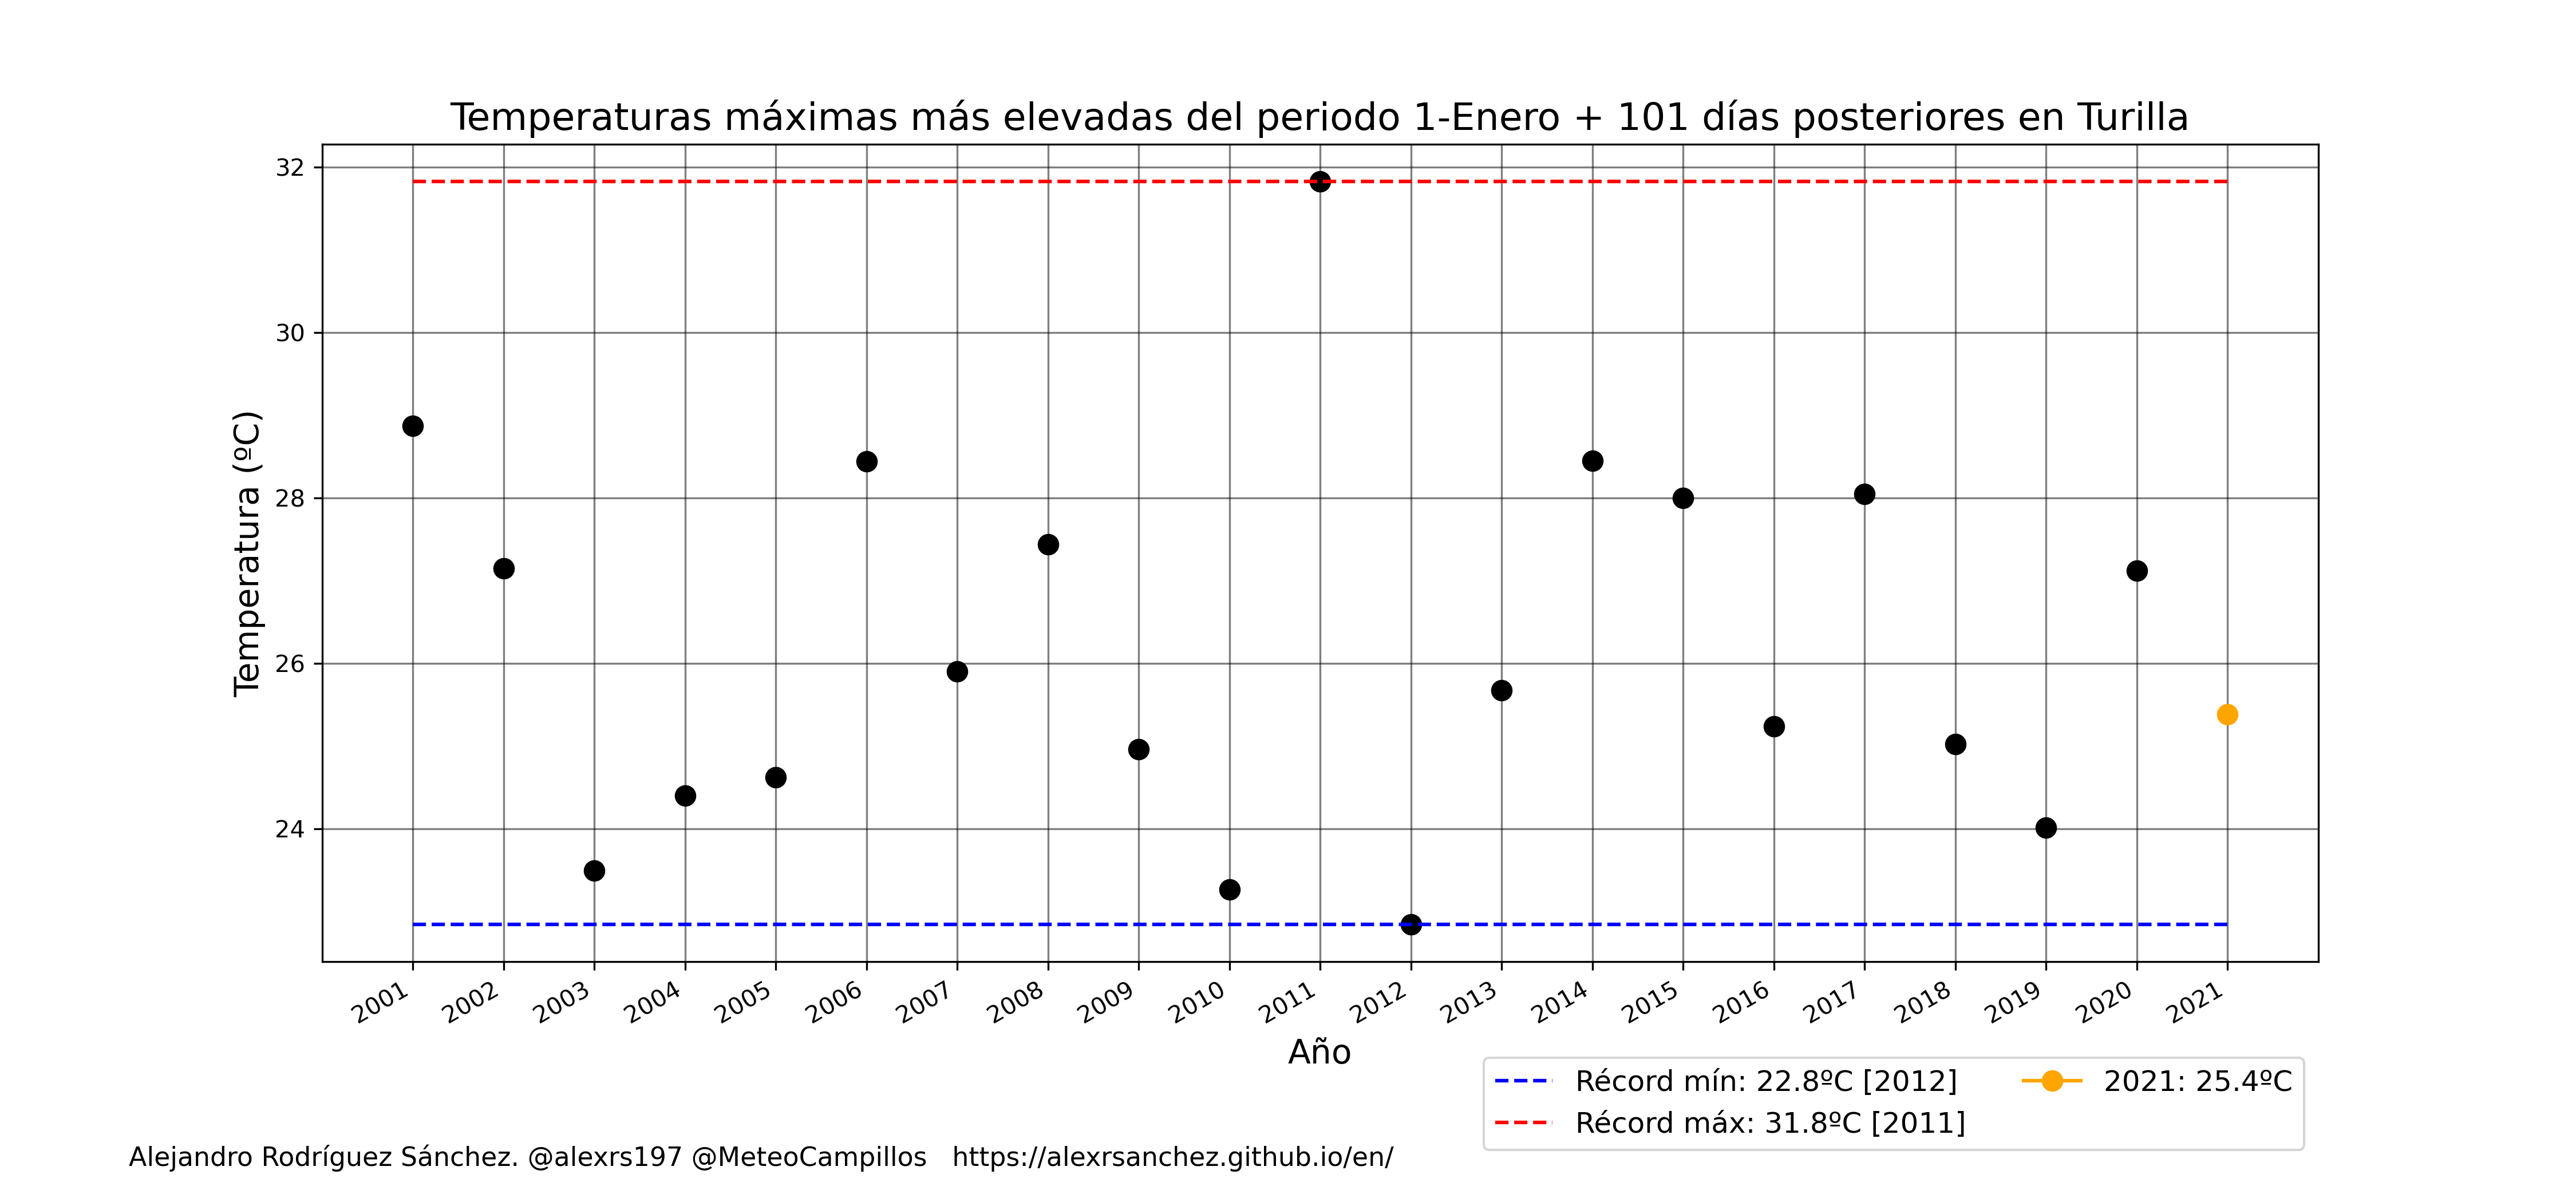 Temperaturas máximas más elevadas del periodo 1-Enero + 101 días posteriores en Turilla
32
30
28
26
24
Temperatura (ºC)
2001 2002 2003 2004 2005 2006 2007 2008 2009 2010 2011 2012 2013 2014 2015 2016 2017 2018 2019 2020 2021
Año
Récord mín: 22.8ºC [2012]
Récord máx: 31.8ºC [2011]
2021: 25.4ºC
Alejandro Rodríguez Sánchez. @alexrs197 @MeteoCampillos https://alexrsanchez.github.io/en/